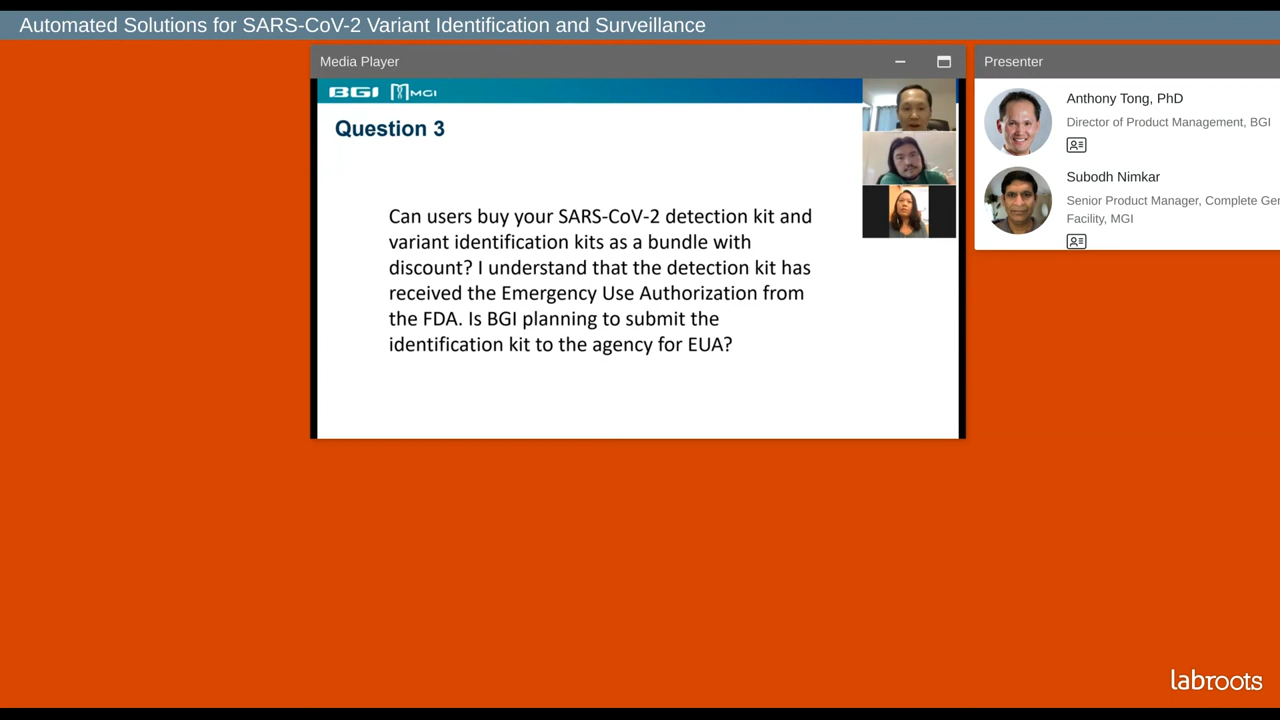 Automated Solutions for SARS-CoV-2 Variant Identification and Surveillance
Media Player
BGI MGI
Question 3
Can users buy your SARS-CoV-2 detection kit and
variant identification kits as a bundle with
discount? I understand that the detection kit has
received the Emergency Use Authorization from
the FDA. Is BGI planning to submit the
identification kit to the agency for EUA?
Presenter
Anthony Tong, PhD
Director of Product Management, BGI
Subodh Nimkar
Senior Product Manager, Complete Ger
Facility, MGI
labroots